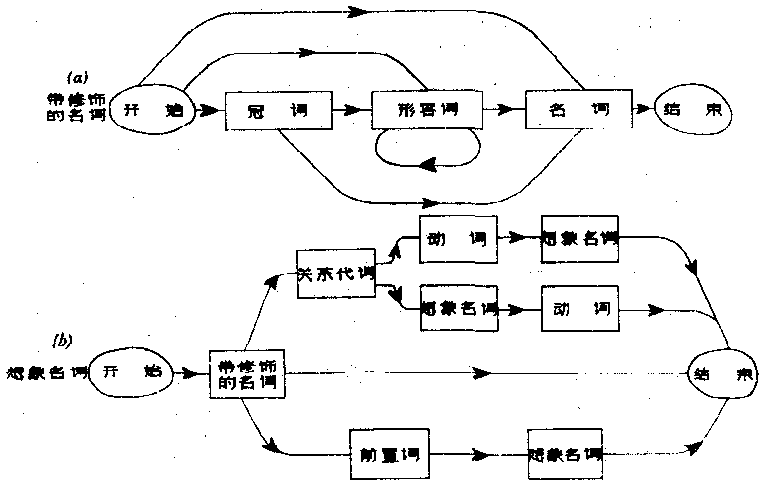 (a)
带修饰
的名词
开 始
冠 词
形容词
名 词
结 束
动 词
想象名词
关系代词
想象名词
动 词
(b)
想象名词
开 始
带修饰
的名词
结 束
前置词
想象名词